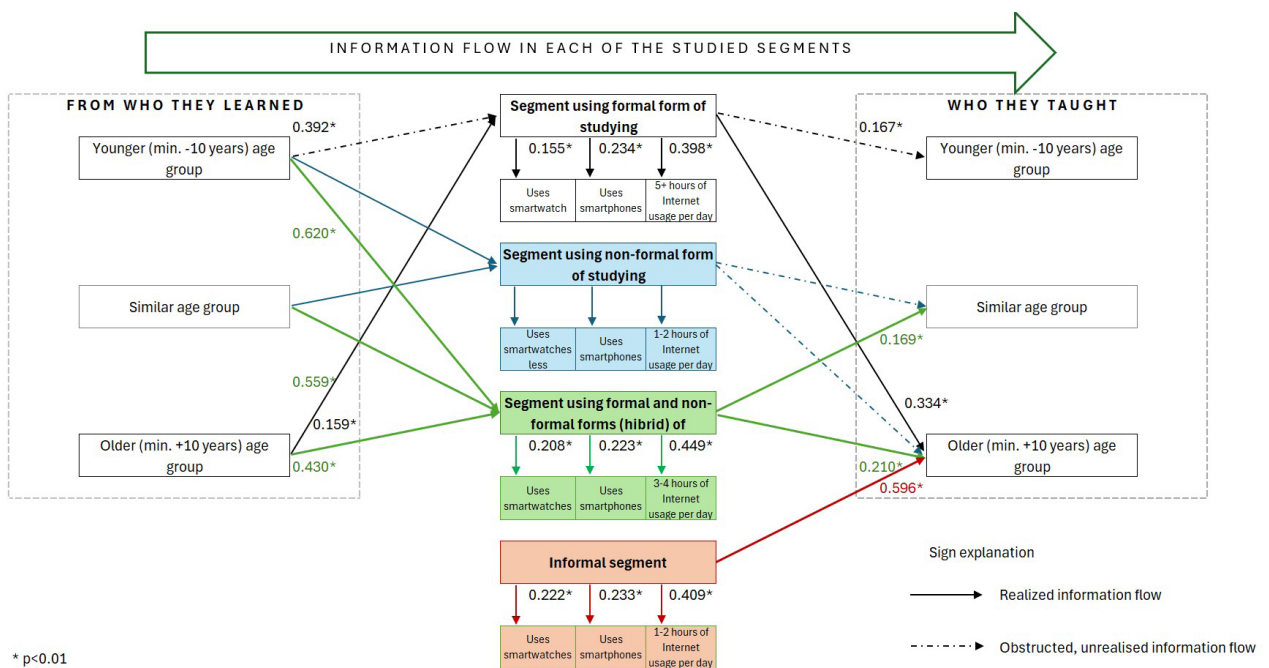 INFORMATION FLOW IN EACH OF THE STUDIED SEGMENTS
FROM WHO THEY LEARNED
0.392*
Younger (min. -10 years) age
group
0.620*
Similar age group
0.559*
0.159*
Older (min. +10 years) age
group
0.430*
Segment using formal form of
studying
0.155*
0.234*
0.398*
Uses
smartwatch
Uses
smartphones
5+ hours of
Internet
usage per day
Segment using non-formal form
of studying
Uses
smartwatches
less
Uses
smartphones
1-2 hours of
Internet
usage per day
Segment using formal and non-
formal forms (hibrid) of
0.208*
0.223*
0.449*
Uses
smartwatches
Uses
smartphones
3-4 hours of
Internet
usage per day
Informal segment
0.222*
0.233*
0.409*
Uses
smartwatches
Uses
smartphones
1-2 hours of
Internet
usage per day
WHO THEY TAUGHT
0.167*
Younger (min. -10 years) age
group
Similar age group
0.169*
0.334*
Older (min. +10 years) age
group
0.210*
0.596*
Sign explanation
Realized information flow
Obstructed, unrealised information flow
* p<0.01